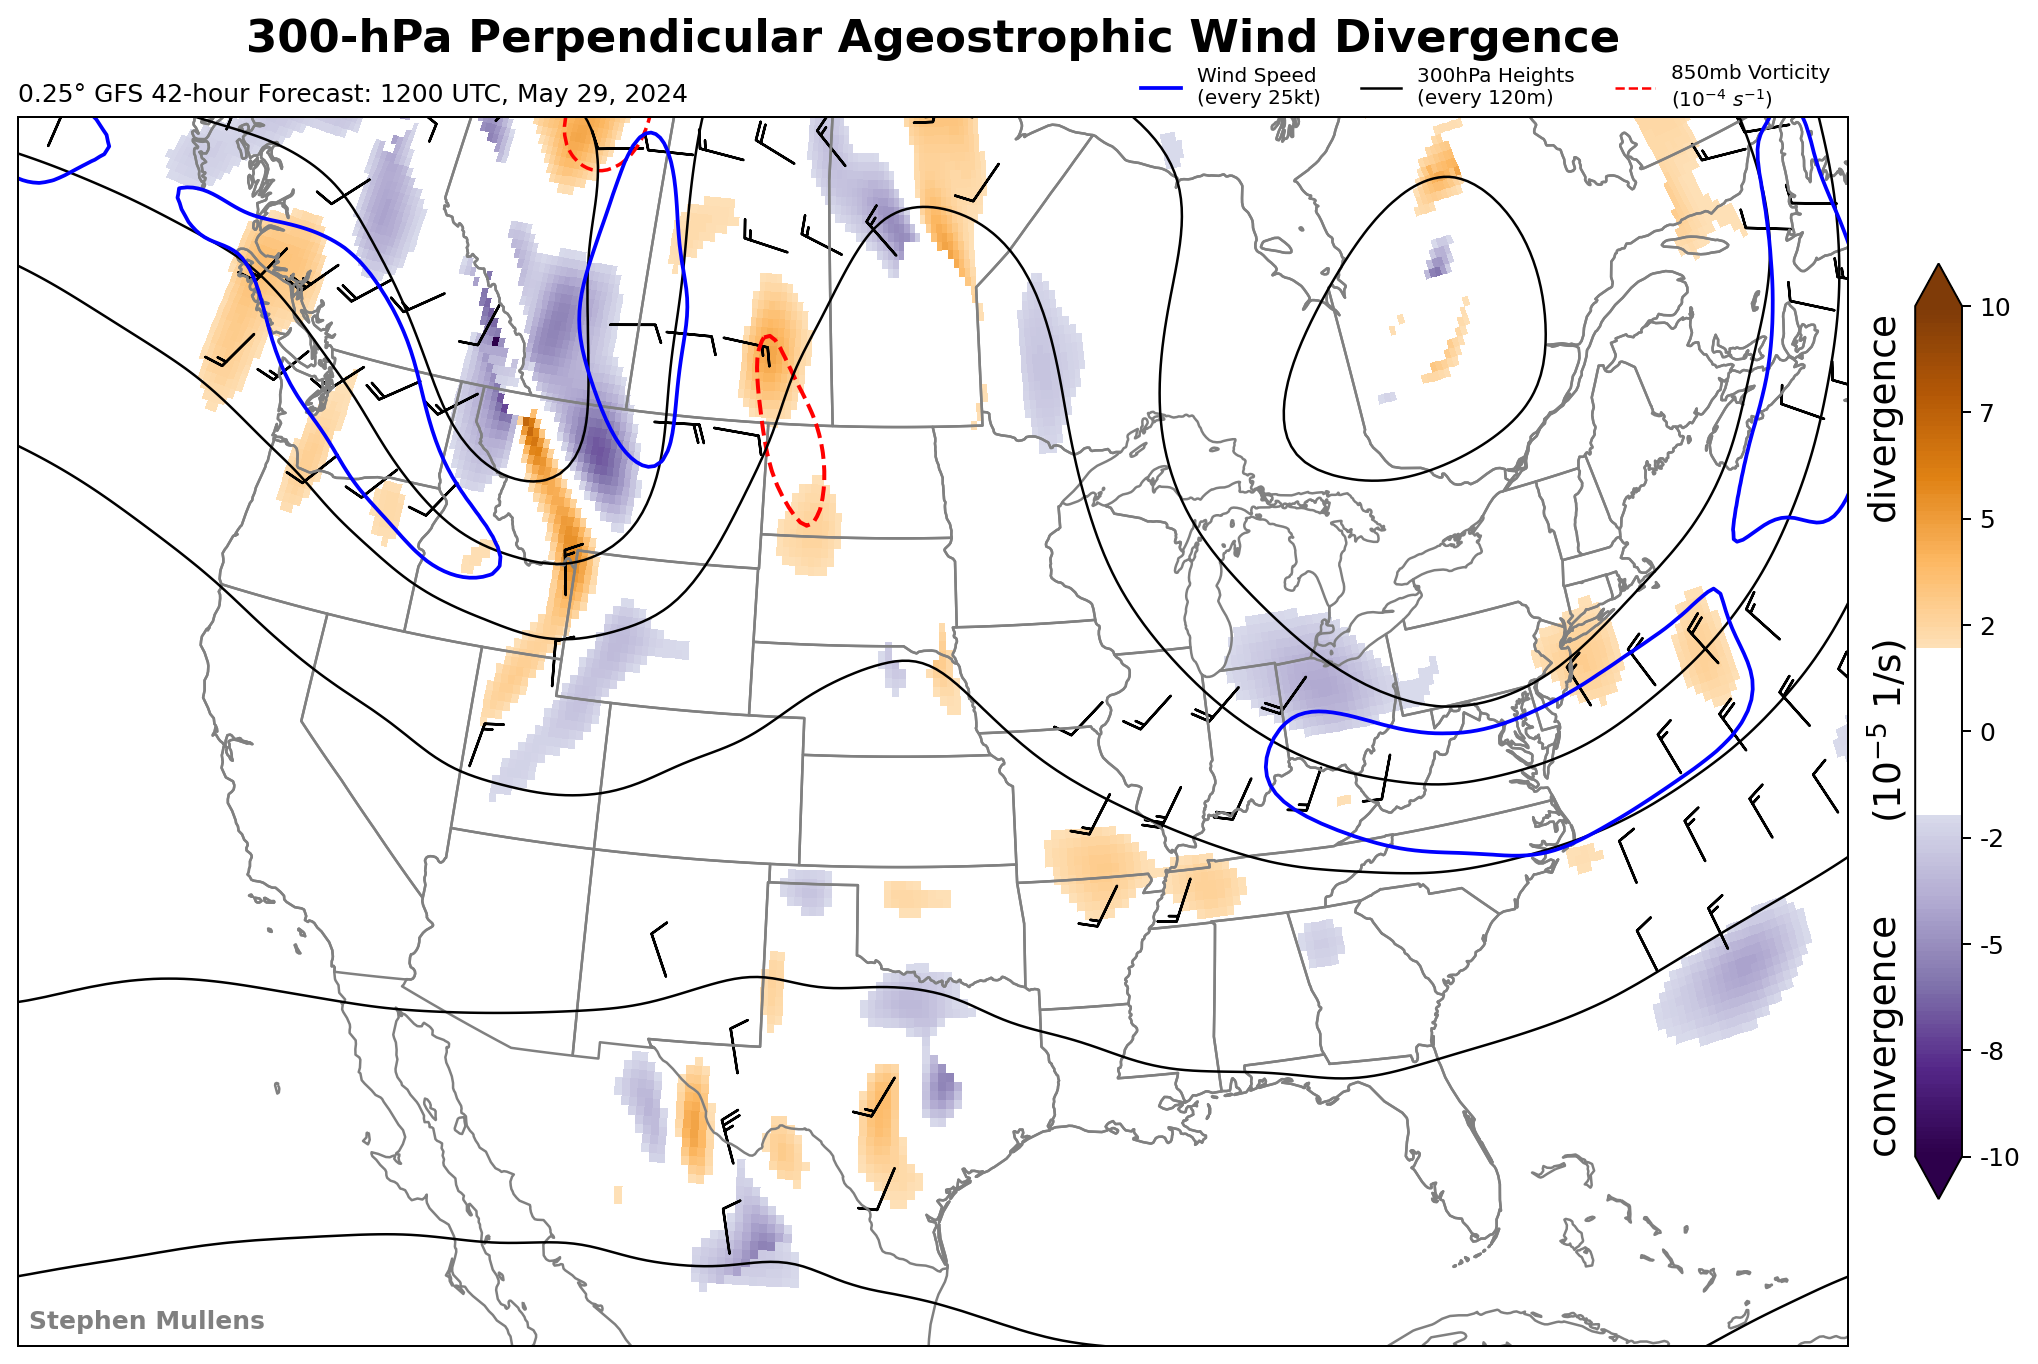 300-hPa Perpendicular Ageostrophic Wind Divergence
0.25° GFS 42-hour Forecast: 1200 UTC, May 29, 2024
Wind Speed
(every 25kt)
300hPa Heights
(every 120m)
850mb Vorticity
(10⁻⁴ s⁻¹)
10
7
5
2
0
-2
-5
-8
-10
convergence (10⁻⁵ 1/s) divergence
Stephen Mullens